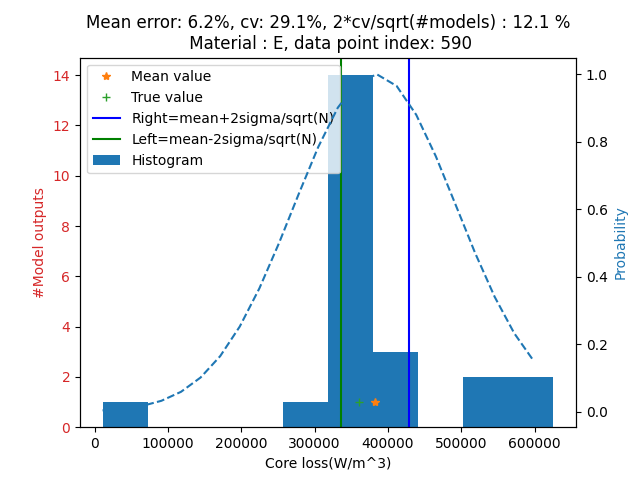 Mean error: 6.2%, cv: 29.1%, 2*cv/sqrt(#models) : 12.1 %
Material : E, data point index: 590
Mean value
True value
Right=mean+2sigma/sqrt(N)
Left=mean-2sigma/sqrt(N)
Histogram
#Model outputs
14
12
10
8
6
4
2
0
1.0
0.8
0.6
0.4
0.2
0.0
Probability
0 100000 200000 300000 400000 500000 600000
Core loss(W/m^3)